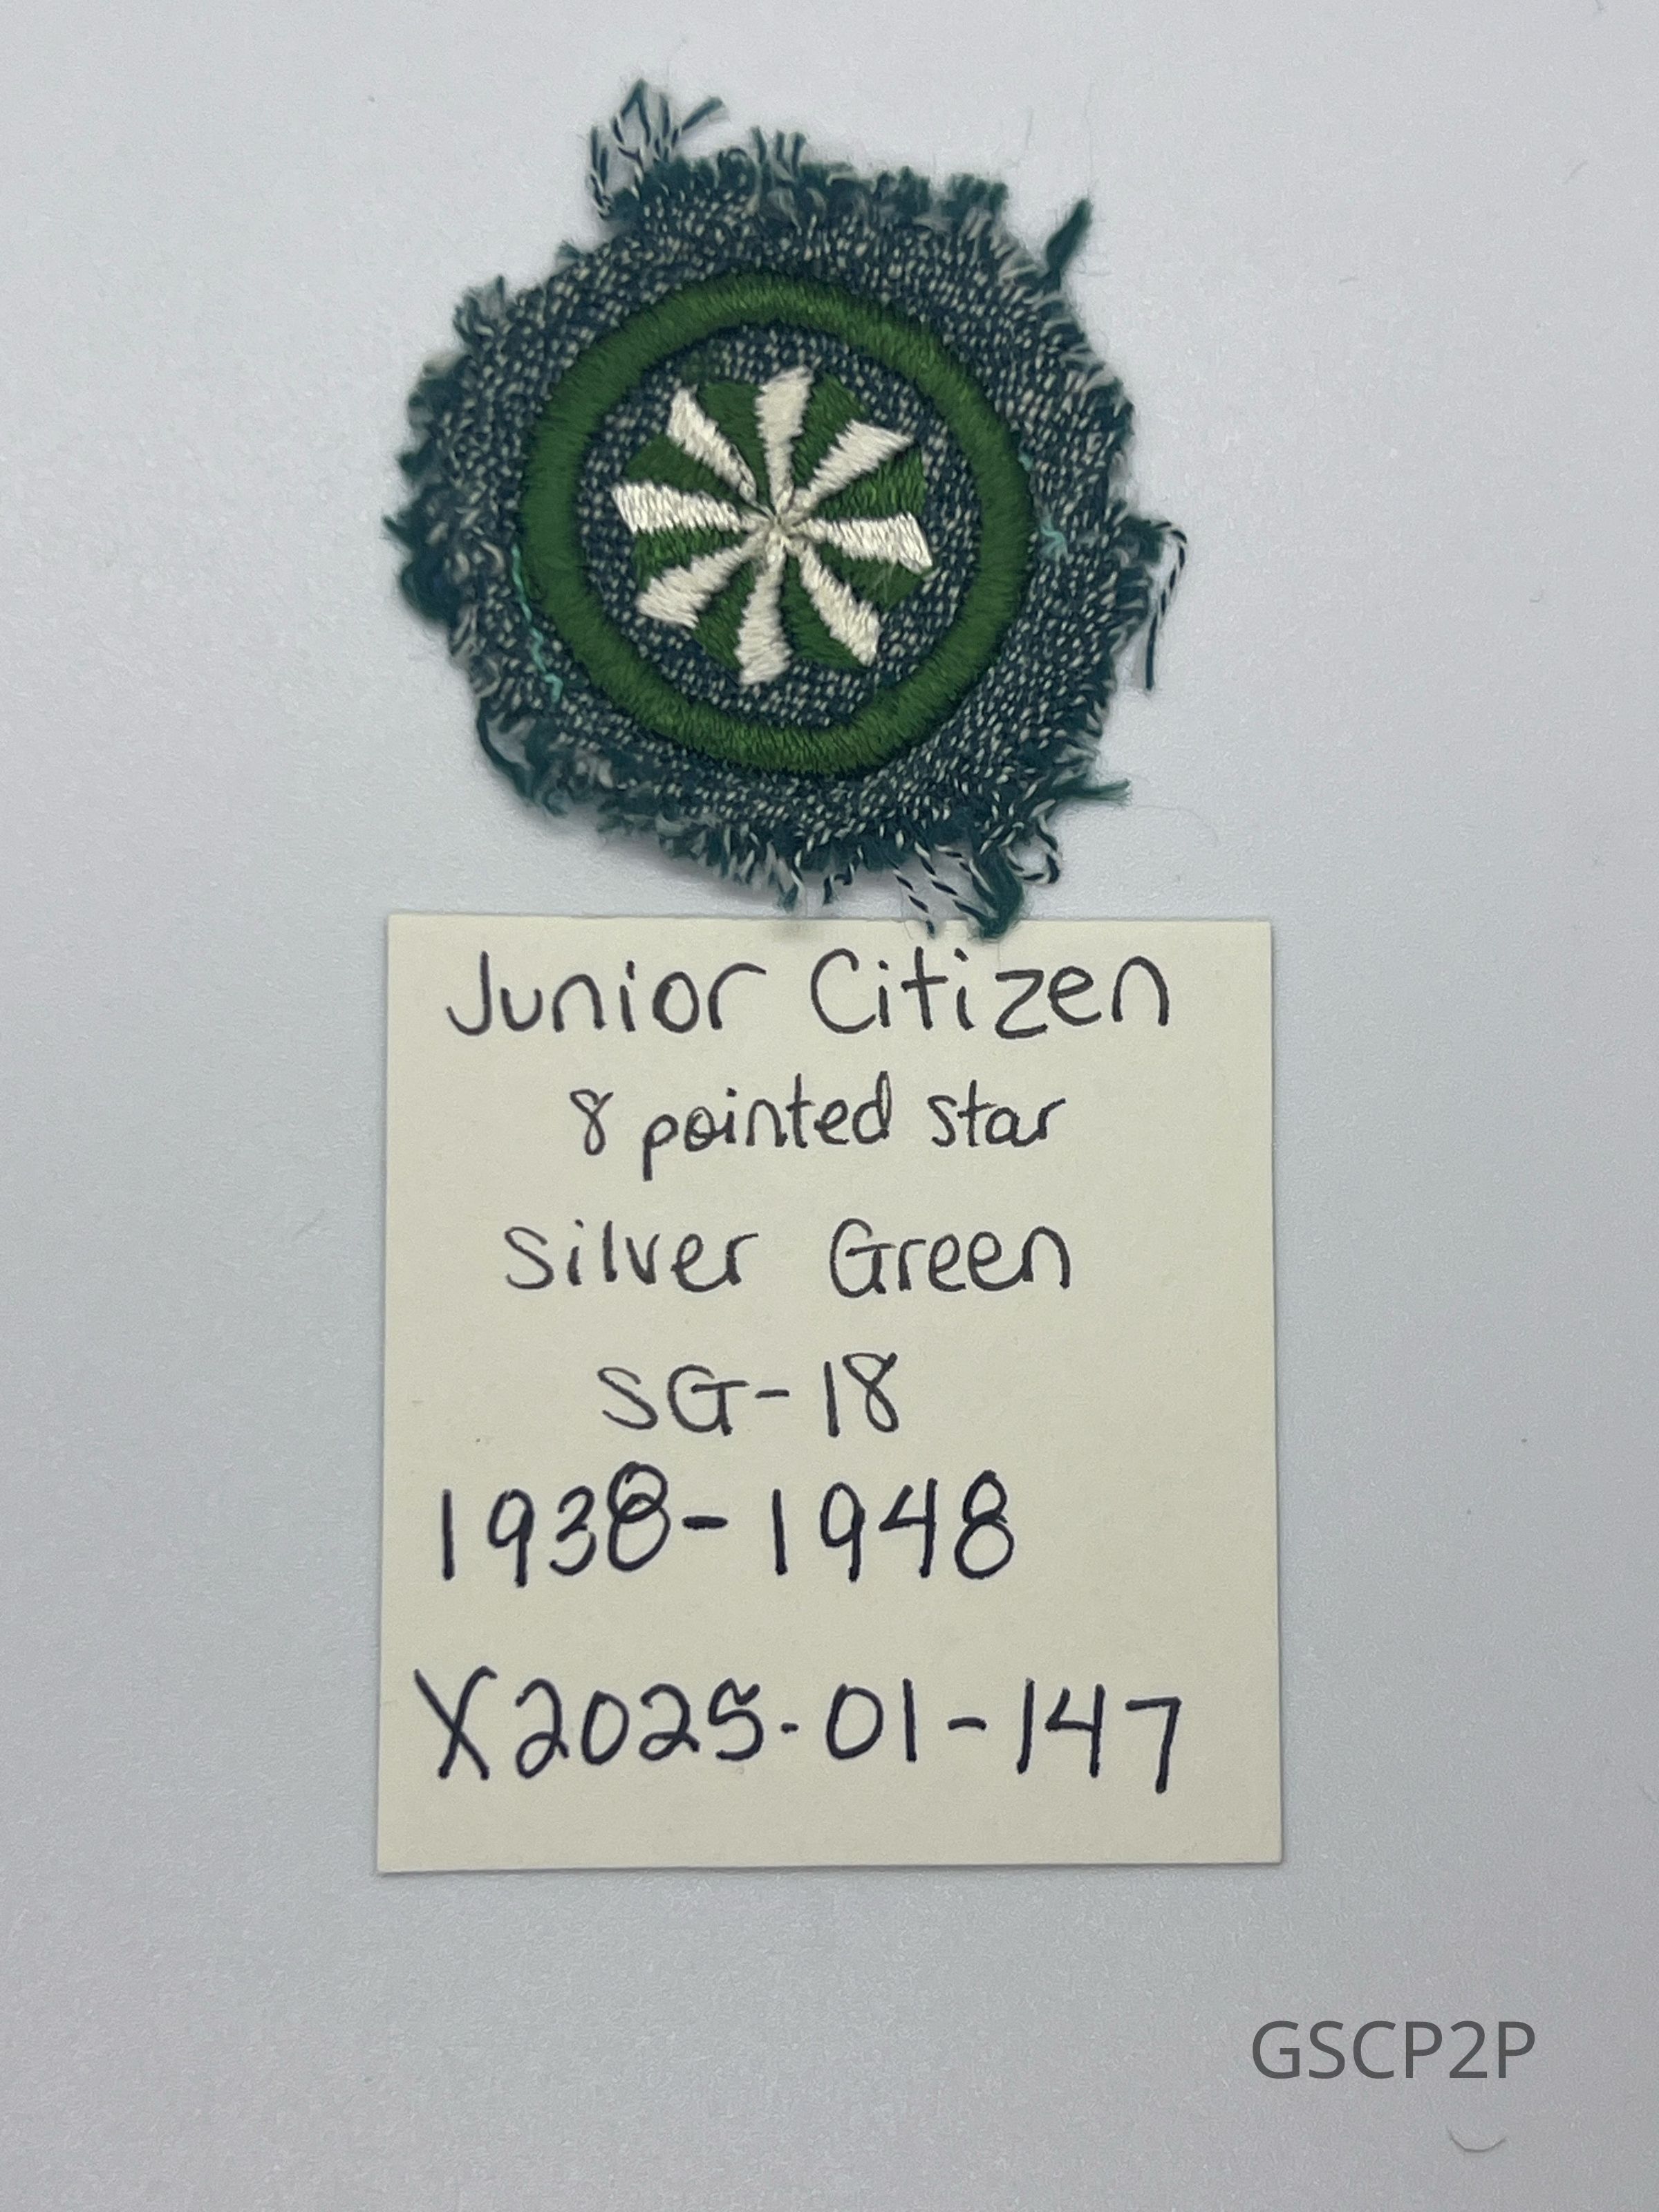 Junior Citizen
8 pointed star
Silver Green
SG-18
1938-1948
X2025-01-147
GSCP2P